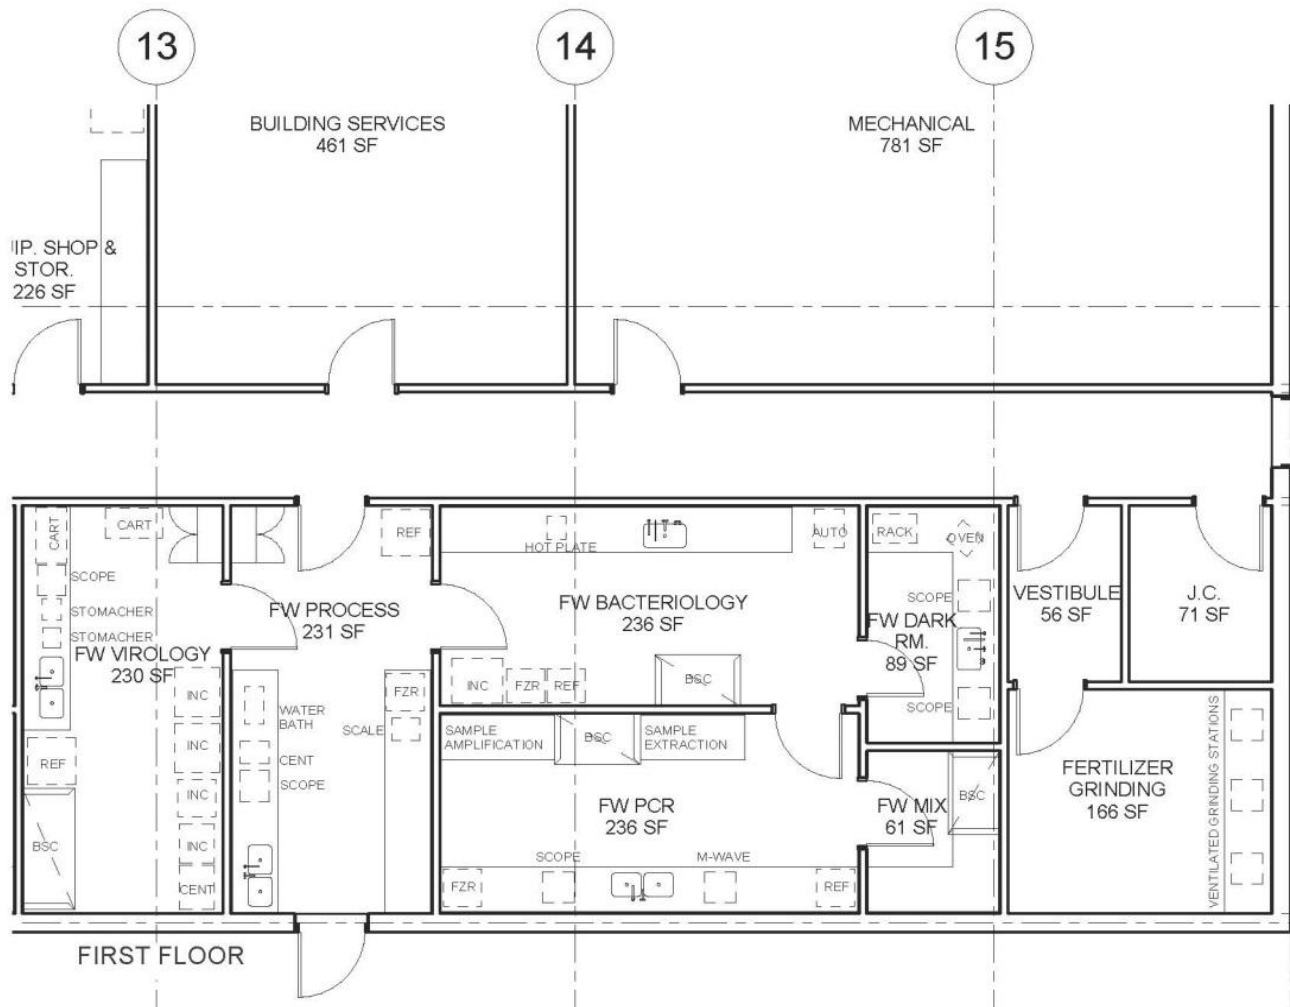 13
14
15
BUILDING SERVICES
461 SF
MECHANICAL
781 SF
IP. SHOP &
STOR.
226 SF
CART
CART
SCOPE
STOMACHER
STOMACHER
FW VIROLOGY
230 SF
INC
INC
INC
INC
CENT
REF
BSC
REF
FW PROCESS
231 SF
WATER
BATH
CENT
SCOPE
FZR
SCALE
HOT PLATE
AUTO
FW BACTERIOLOGY
236 SF
INC
FZR
REF
BSC
RACK
OVEN
SCOPE
FW DARK
RM.
89 SF
SCOPE
VESTIBULE
56 SF
J.C.
71 SF
SAMPLE
AMPLIFICATION
BSC
SAMPLE
EXTRACTION
FW PCR
236 SF
SCOPE
M-WAVE
FZR
REF
FW MIX
61 SF
BSC
FERTILIZER
GRINDING
166 SF
VENTILATED GRINDING STATIONS
FIRST FLOOR